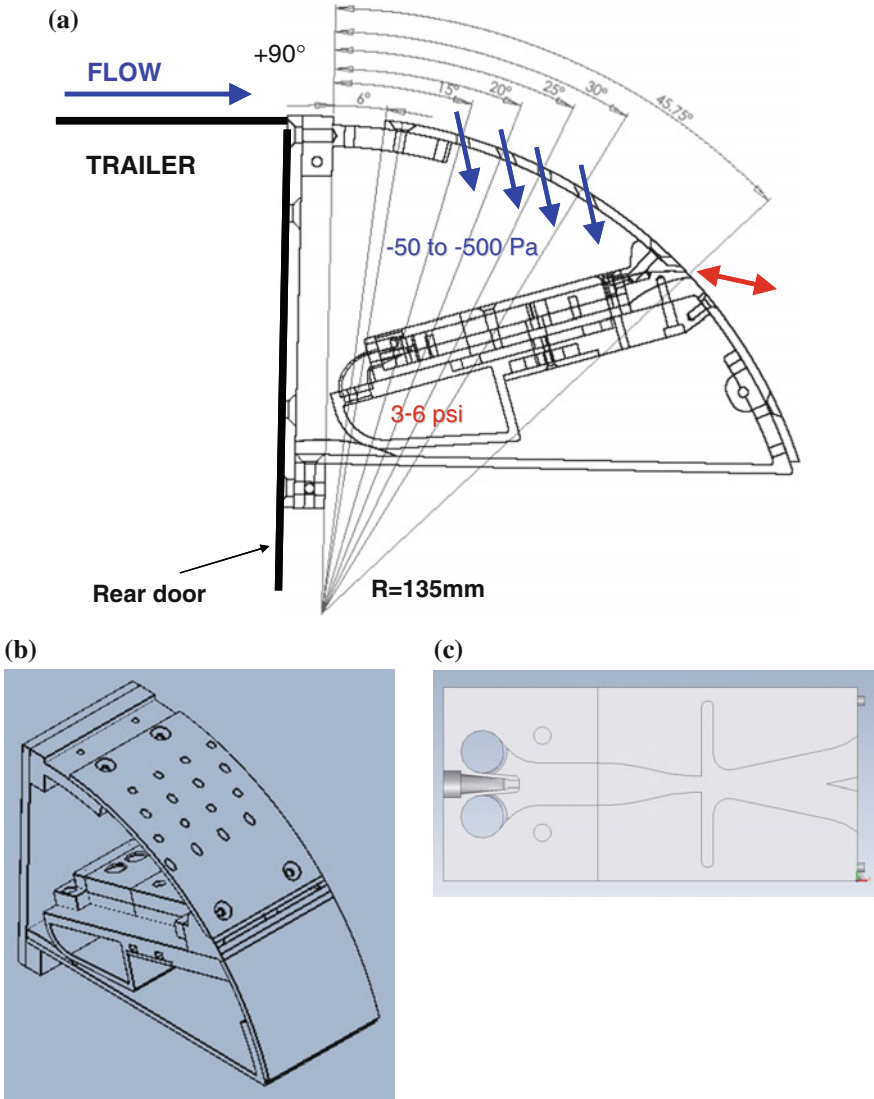 (a)
+90°
FLOW
TRAILER
6°
15°
20°
25°
30°
45.75°
-50 to -500 Pa
3-6 psi
Rear door
R=135mm
(b)
(c)